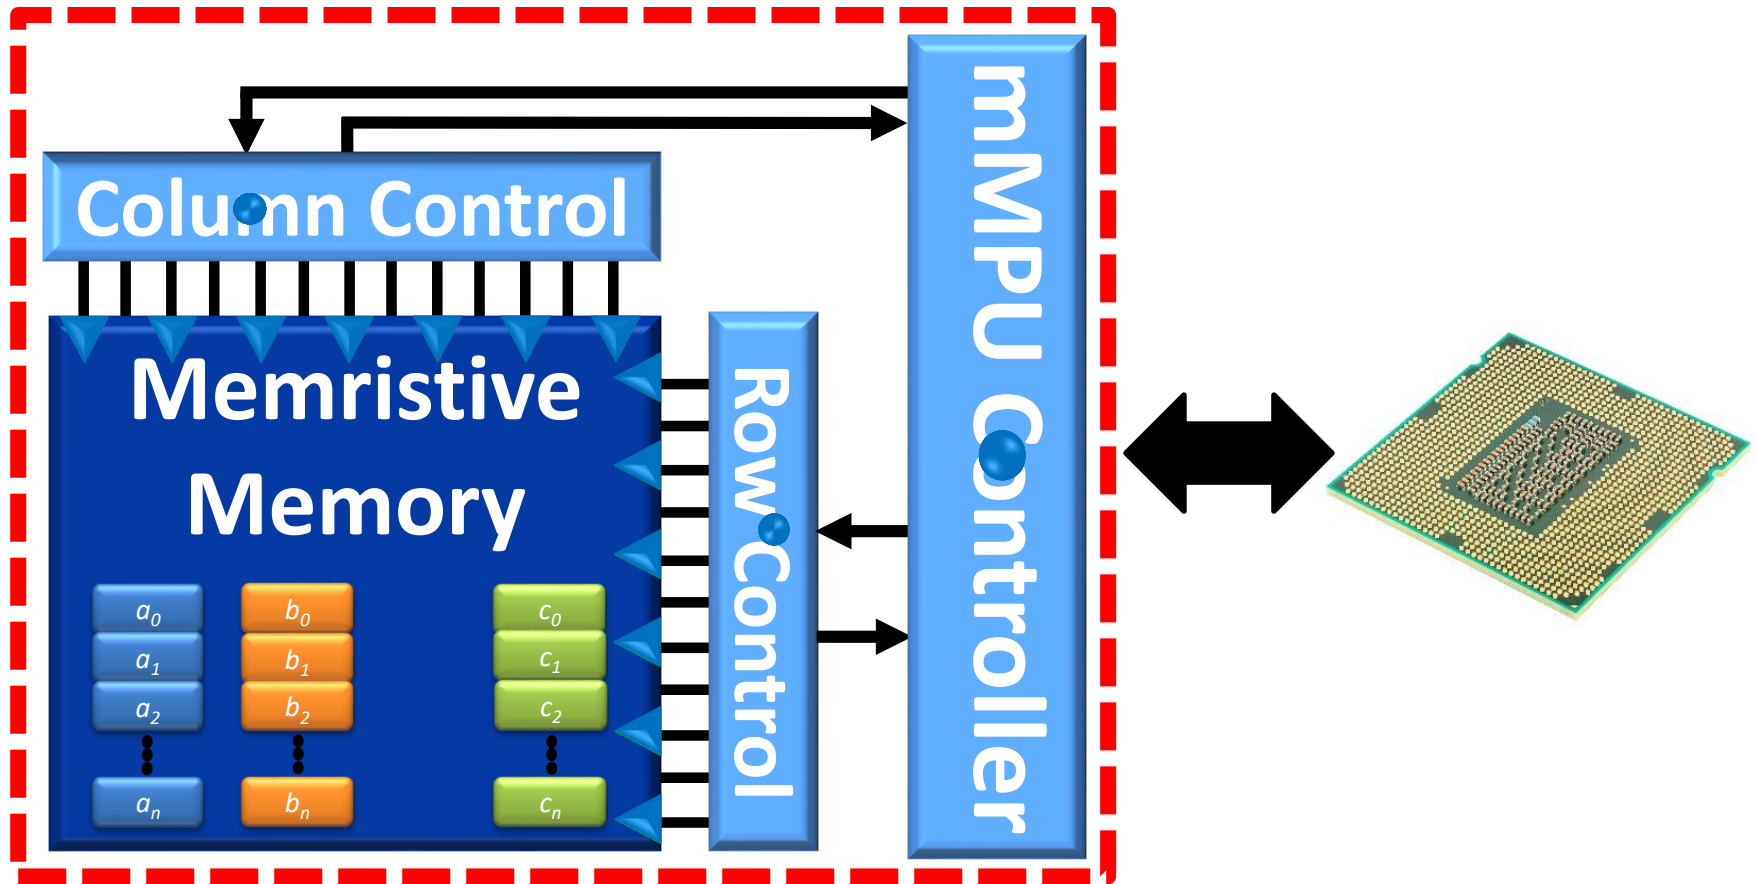 mMPU Controller
Column Control
Memristive
Memory
Row Control
a0 b0 c0
a1 b1 c1
a2 b2 c2
an bn cn